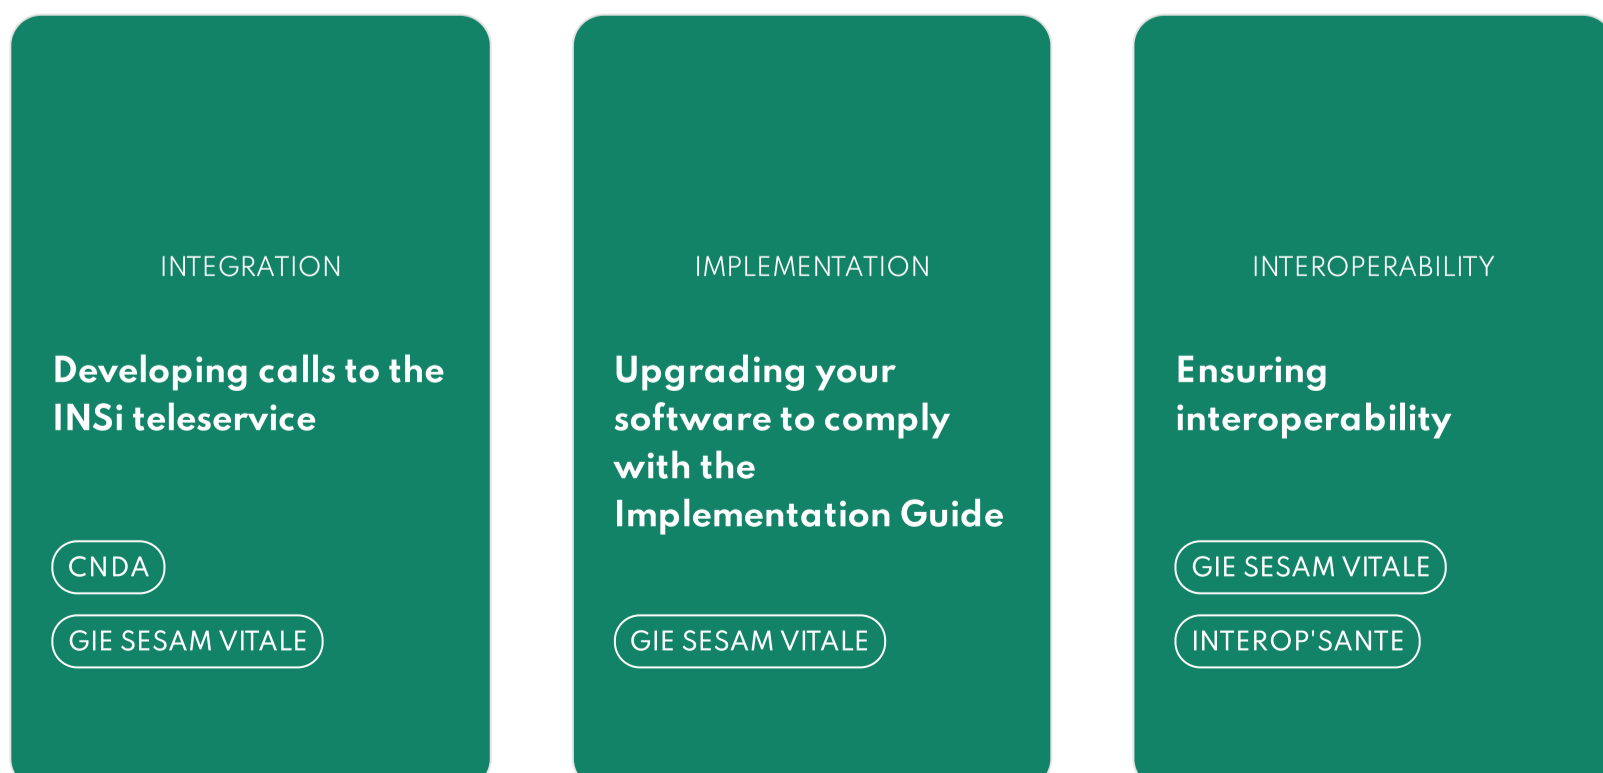 INTEGRATION
Developing calls to the
INSi teleservice
CNDA
GIE SESAM VITALE
IMPLEMENTATION
Upgrading your
software to comply
with the
Implementation Guide
GIE SESAM VITALE
INTEROPERABILITY
Ensuring
interoperability
GIE SESAM VITALE
INTEROP'SANTE